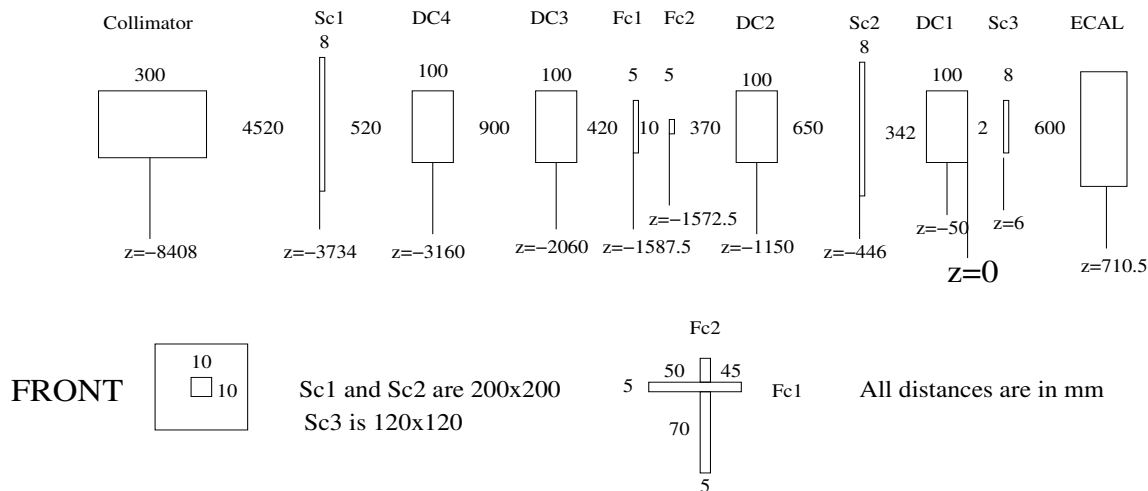 Collimator Sc1 DC4 DC3 Fc1 Fc2 DC2 Sc2 DC1 Sc3 ECAL
8 8
300 100 100 5 5 100 100 8
4520 520 900 420 10 370 650 342 2 600
z=−1572.5 z=−50 z=6
z=−8408 z=−3734 z=−3160 z=−2060 z=−1587.5 z=−1150 z=−446 z=710.5
z=0
Fc2
10 50 45
FRONT 10 Sc1 and Sc2 are 200x200 5 Fc1 All distances are in mm
Sc3 is 120x120 70
5